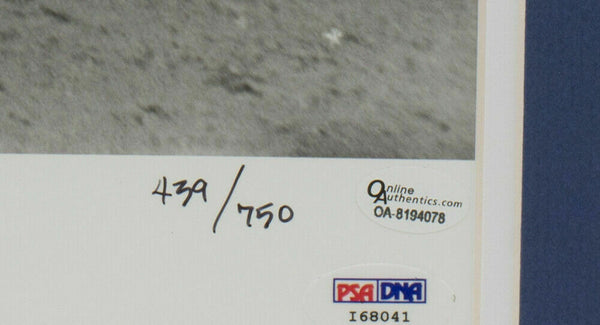 439/750
Online
Authentics.com
OA-8194078
PSA DNA
I68041